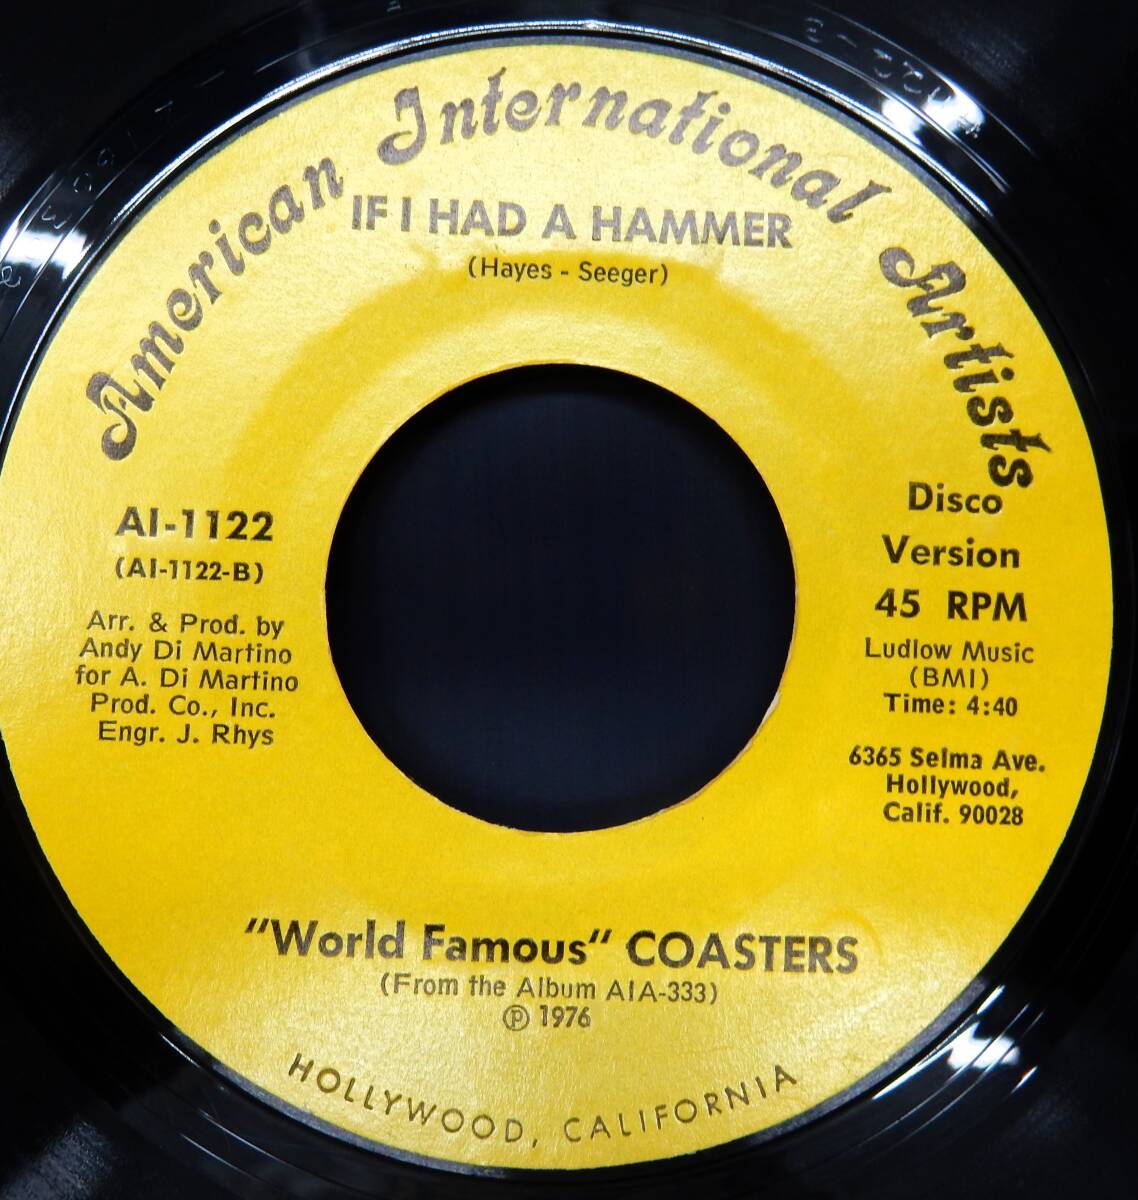 American International Artists
IF I HAD A HAMMER
(Hayes - Seeger)
AI-1122
(AI-1122-B)
Arr. & Prod. by
Andy Di Martino
for A. Di Martino
Prod. Co., Inc.
Engr. J. Rhys
Disco
Version
45 RPM
Ludlow Music
(BMI)
Time: 4:40
6365 Selma Ave.
Hollywood,
Calif. 90028
"World Famous" COASTERS
(From the Album AIA-333)
℗ 1976
HOLLYWOOD, CALIFORNIA